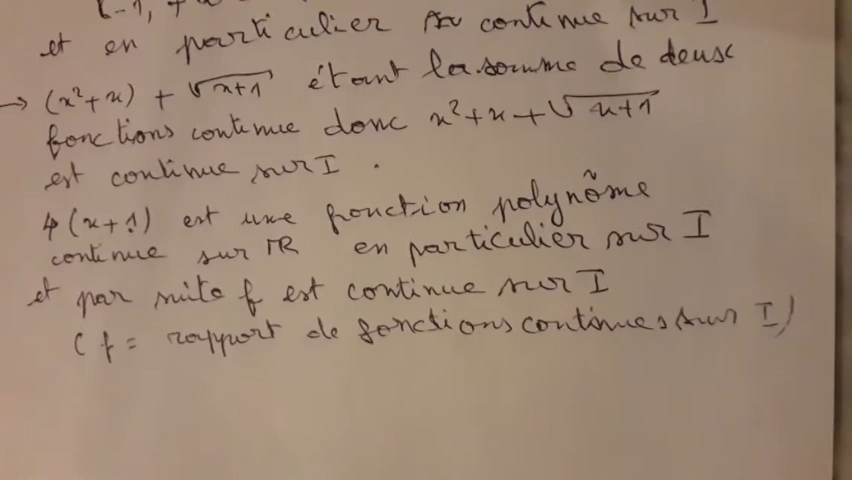 [-1, +
et en particulier continue sur I
→ (x²+x) + √x+1 étant la somme de deux
fonctions continue donc x²+x+√x+1
est continue sur I.
4(x+1) est une fonction polynôme
continue sur IR en particulier sur I
et par suite f est continue sur I
(f = rapport de fonctions continues sur I)